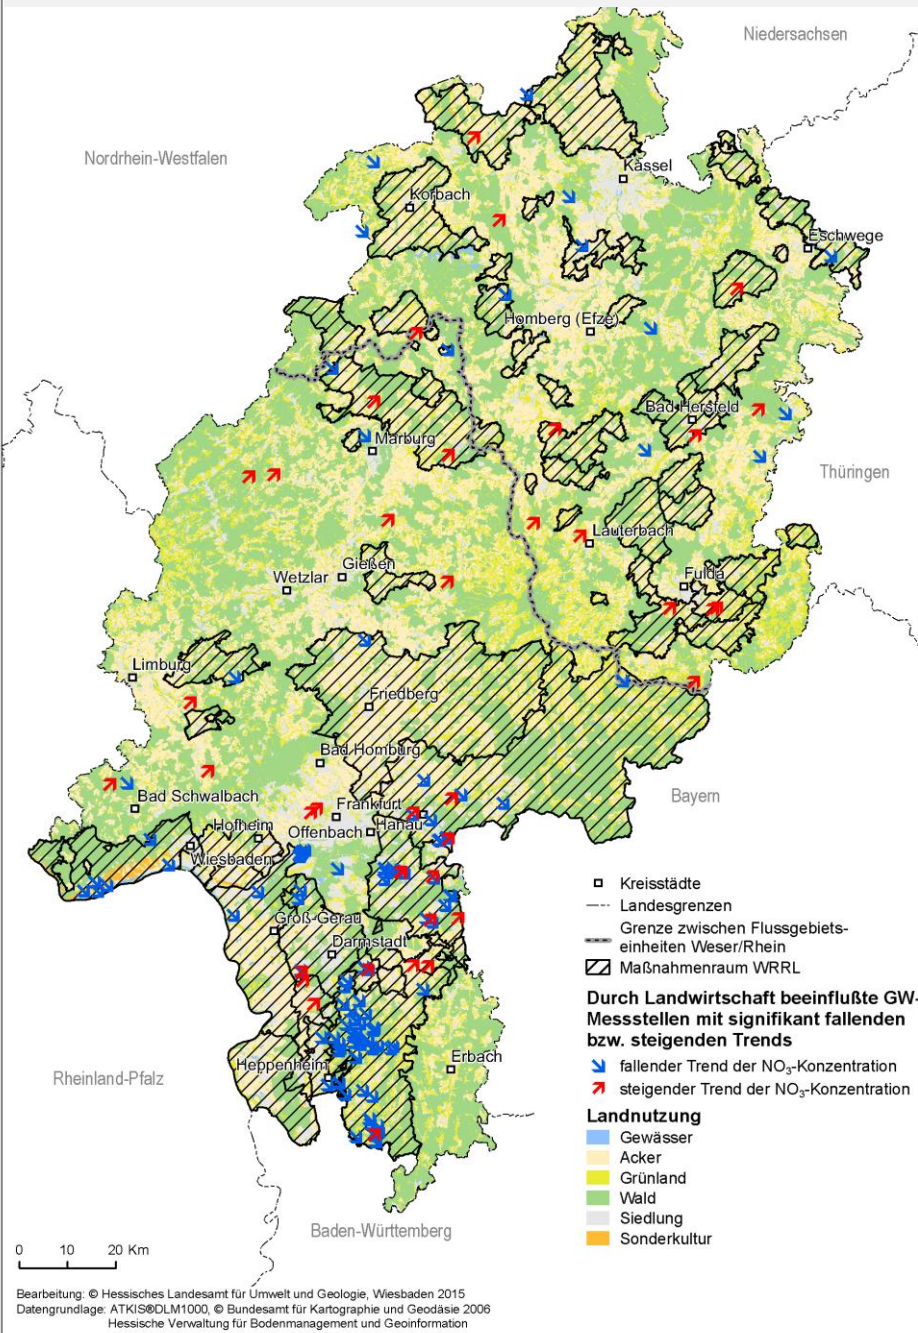 Niedersachsen
Nordrhein-Westfalen
Kassel
Korbach
Eschwege
Homberg (Efze)
Bad Hersfeld
Marburg
Thüringen
Lauterbach
Gießen
Wetzlar
Fulda
Limburg
Friedberg
Bad Homburg
Bayern
Bad Schwalbach
Frankfurt
Hofheim
Offenbach
Hanau
Wiesbaden
Groß-Gerau
Darmstadt
Erbach
Heppenheim
Rheinland-Pfalz
Baden-Württemberg
Kreisstädte
Landesgrenzen
Grenze zwischen Flussgebiets-
einheiten Weser/Rhein
Maßnahmenraum WRRL
Durch Landwirtschaft beeinflußte GW-
Messstellen mit signifikant fallenden
bzw. steigenden Trends
fallender Trend der NO₃-Konzentration
steigender Trend der NO₃-Konzentration
Landnutzung
Gewässer
Acker
Grünland
Wald
Siedlung
Sonderkultur
0 10 20 Km
Bearbeitung: © Hessisches Landesamt für Umwelt und Geologie, Wiesbaden 2015
Datengrundlage: ATKIS®DLM1000, © Bundesamt für Kartographie und Geodäsie 2006
Hessische Verwaltung für Bodenmanagement und Geoinformation